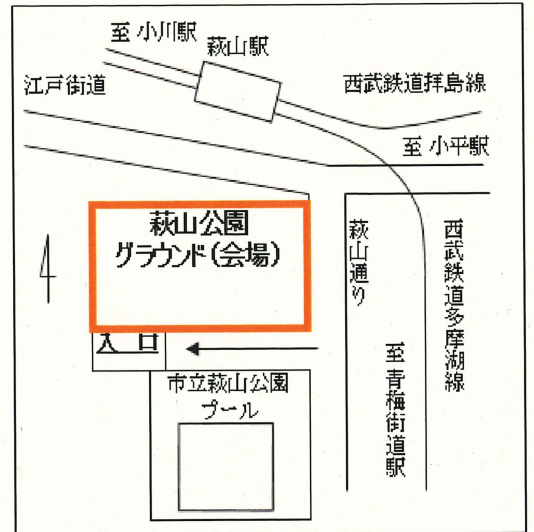 至 小川駅
萩山駅
江戸街道
西武鉄道拝島線
至 小平駅
萩山公園
グラウンド(会場)
萩山通り
西武鉄道多摩湖線
入口
至 青梅街道駅
市立萩山公園
プール